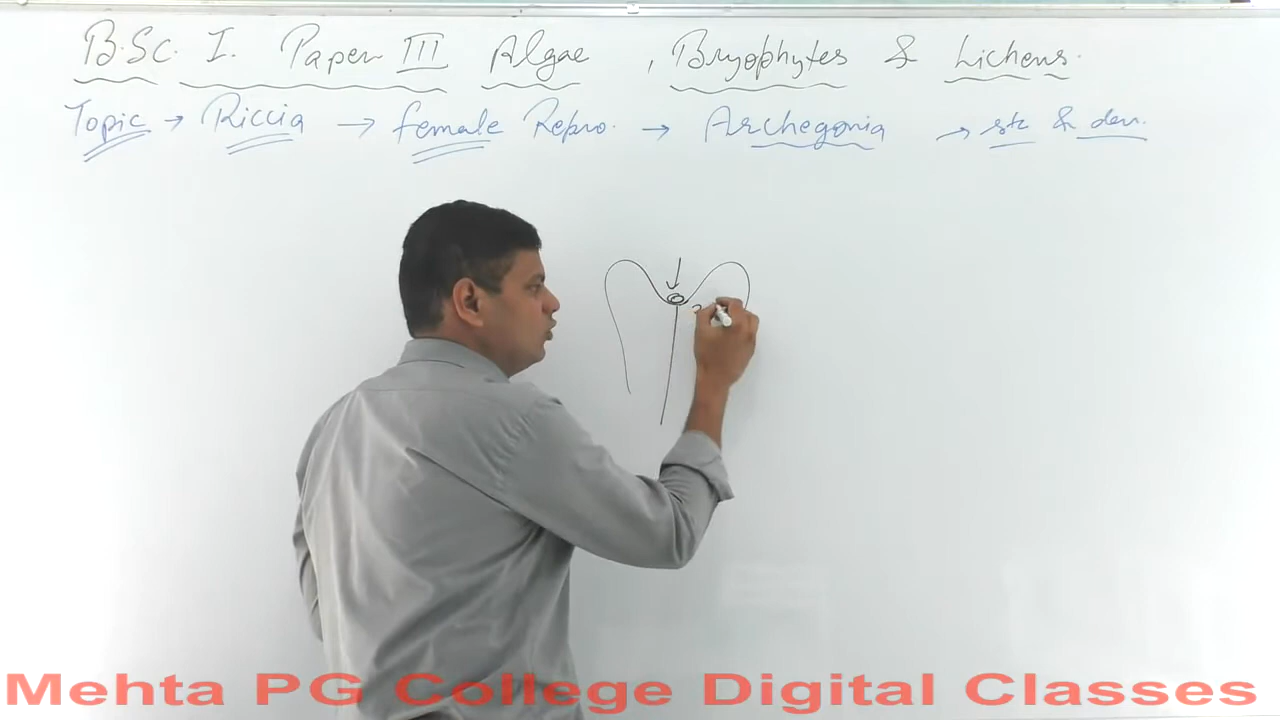 B.Sc. I. Paper III Algae, Bryophytes & Lichens.
Topic → Riccia → female Repro. → Archegonia → str & dev.
Mehta PG College Digital Classes